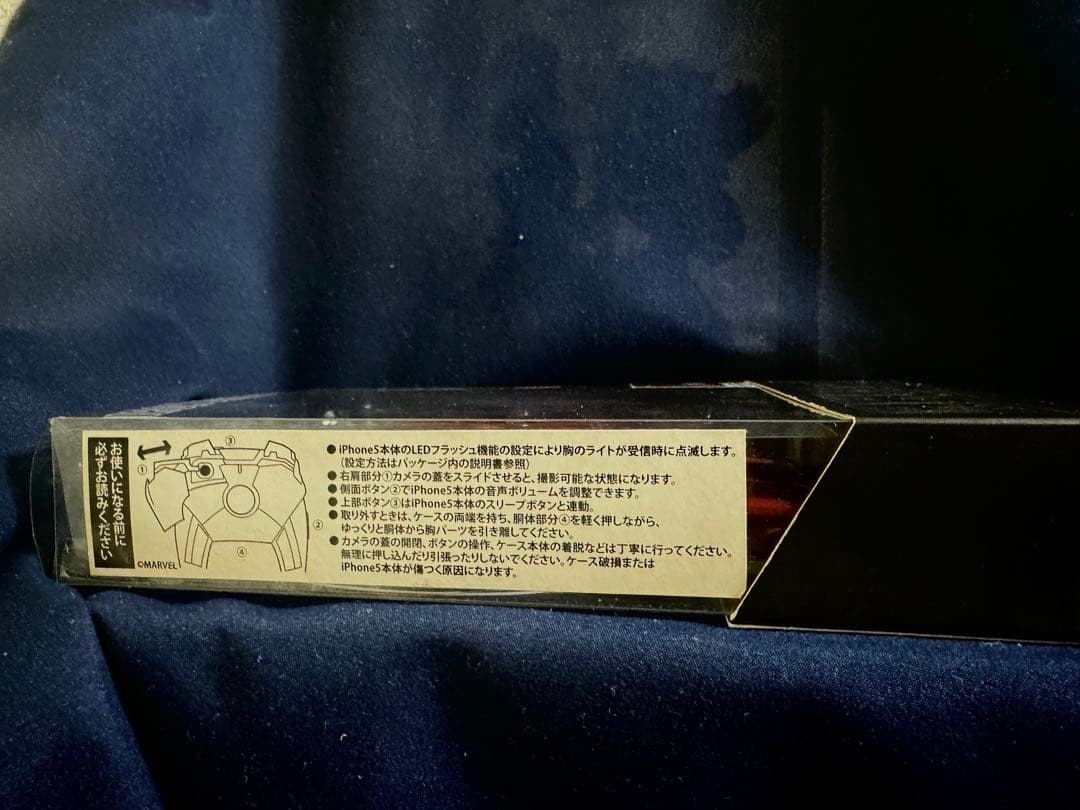 お使いになる前に
必ずお読みください
①
③
②
④
©MARVEL
●iPhone5本体のLEDフラッシュ機能の設定により胸のライトが受信時に点滅します。
(設定方法はパッケージ内の説明書参照)
●右肩部分①カメラの蓋をスライドさせると、撮影可能な状態になります。
●側面ボタン②でiPhone5本体の音声ボリュームを調整できます。
●上部ボタン③はiPhone5本体のスリープボタンと連動。
●取り外すときは、ケースの両端を持ち、胴体部分④を軽く押しながら、
ゆっくりと胴体から胸パーツを引き離してください。
●カメラの蓋の開閉、ボタンの操作、ケース本体の着脱などは丁寧に行ってください。
無理に押し込んだり引張ったりしないでください。ケース破損または
iPhone5本体が傷つく原因になります。